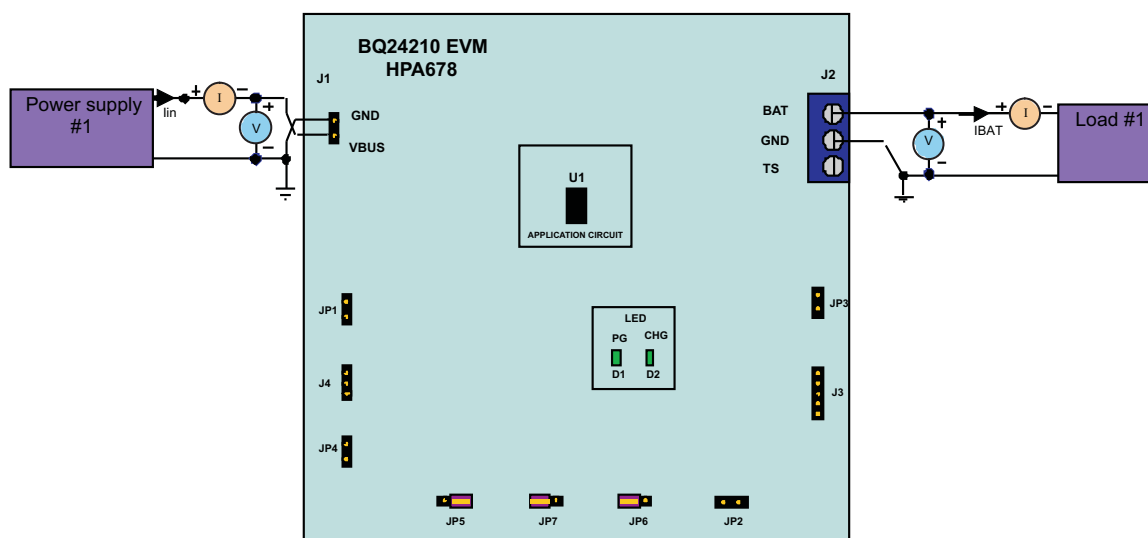 BQ24210 EVM
HPA678
J1
J2
Power supply
#1
+
I
–
Iin
+
V
–
GND
VBUS
BAT
GND
TS
+
V
–
IBAT
+
I
–
Load #1
U1
APPLICATION CIRCUIT
JP1
JP3
LED
PG
CHG
D1
D2
J4
J3
JP4
JP5
JP7
JP6
JP2